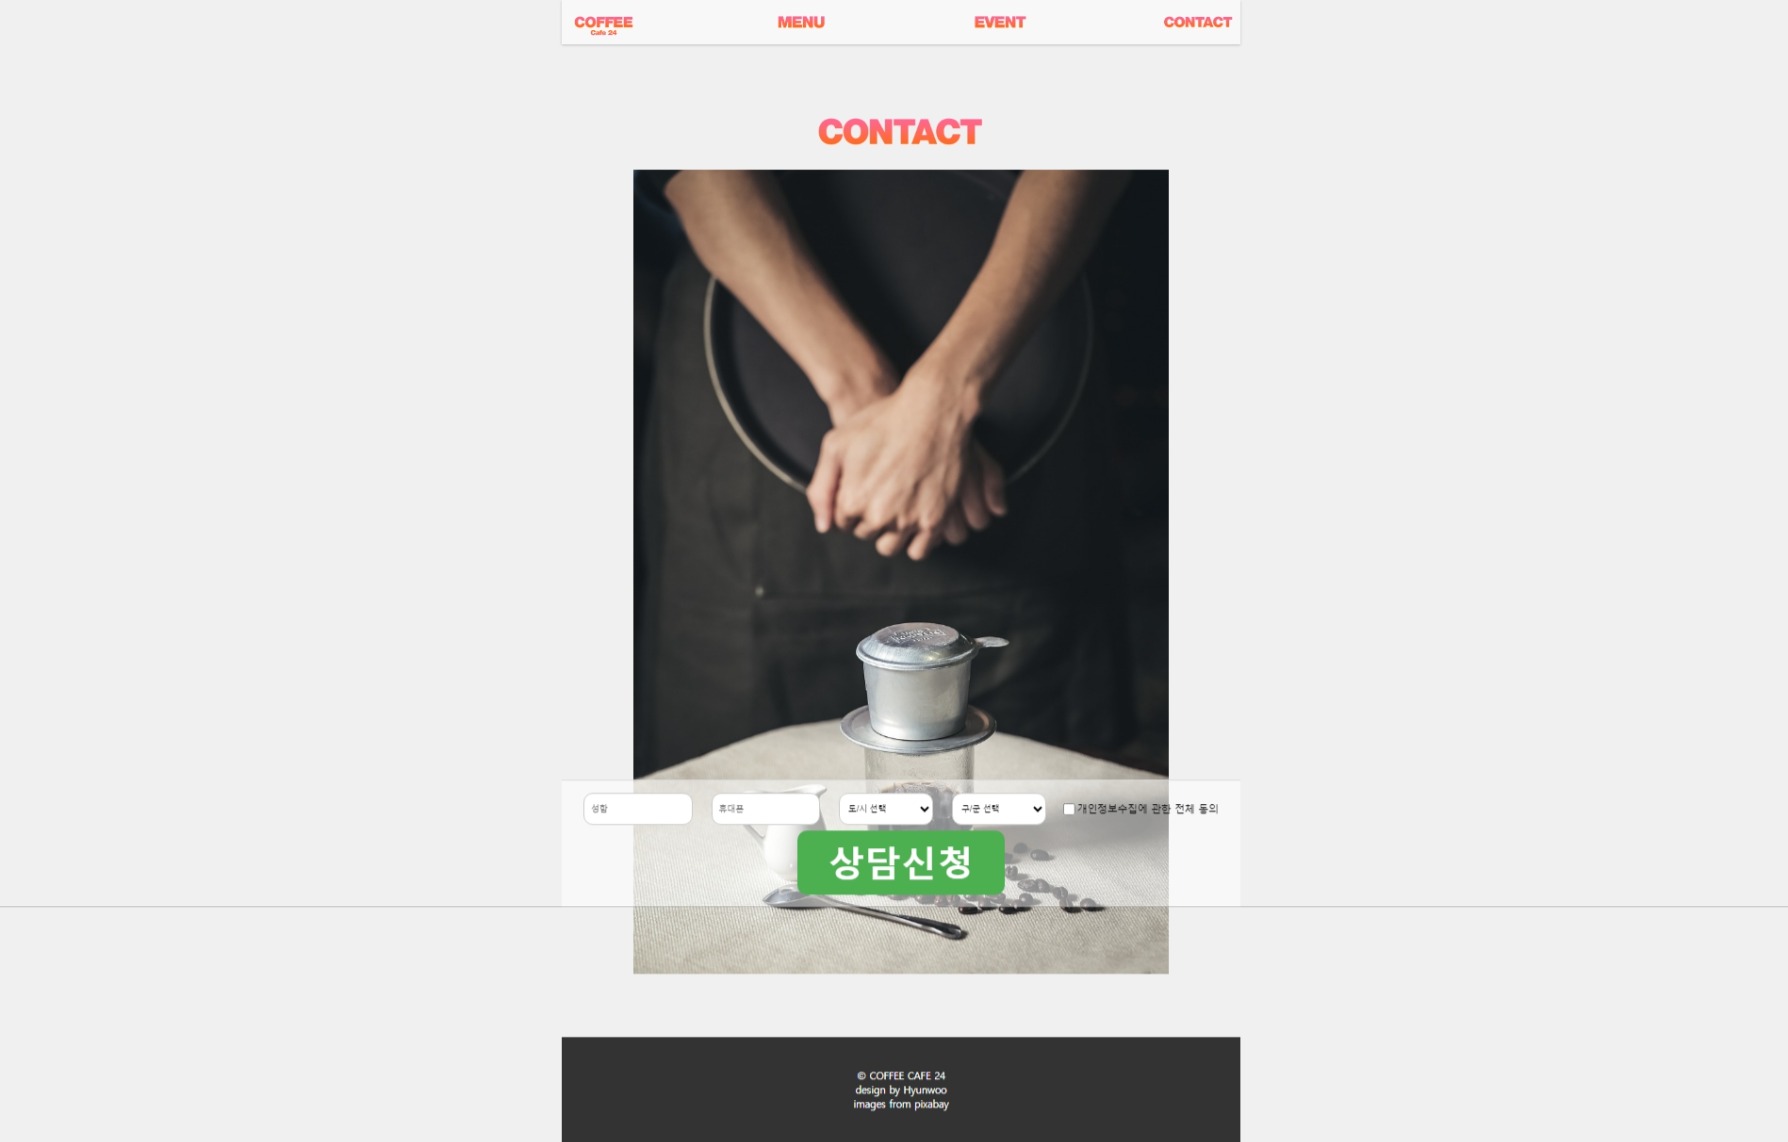 COFFEE
Cafe 24
MENU
EVENT
CONTACT
CONTACT
성함
휴대폰
도/시 선택
구/군 선택
개인정보수집에 관한 전체 동의
상담신청
© COFFEE CAFE 24
design by Hyunwoo
images from pixabay